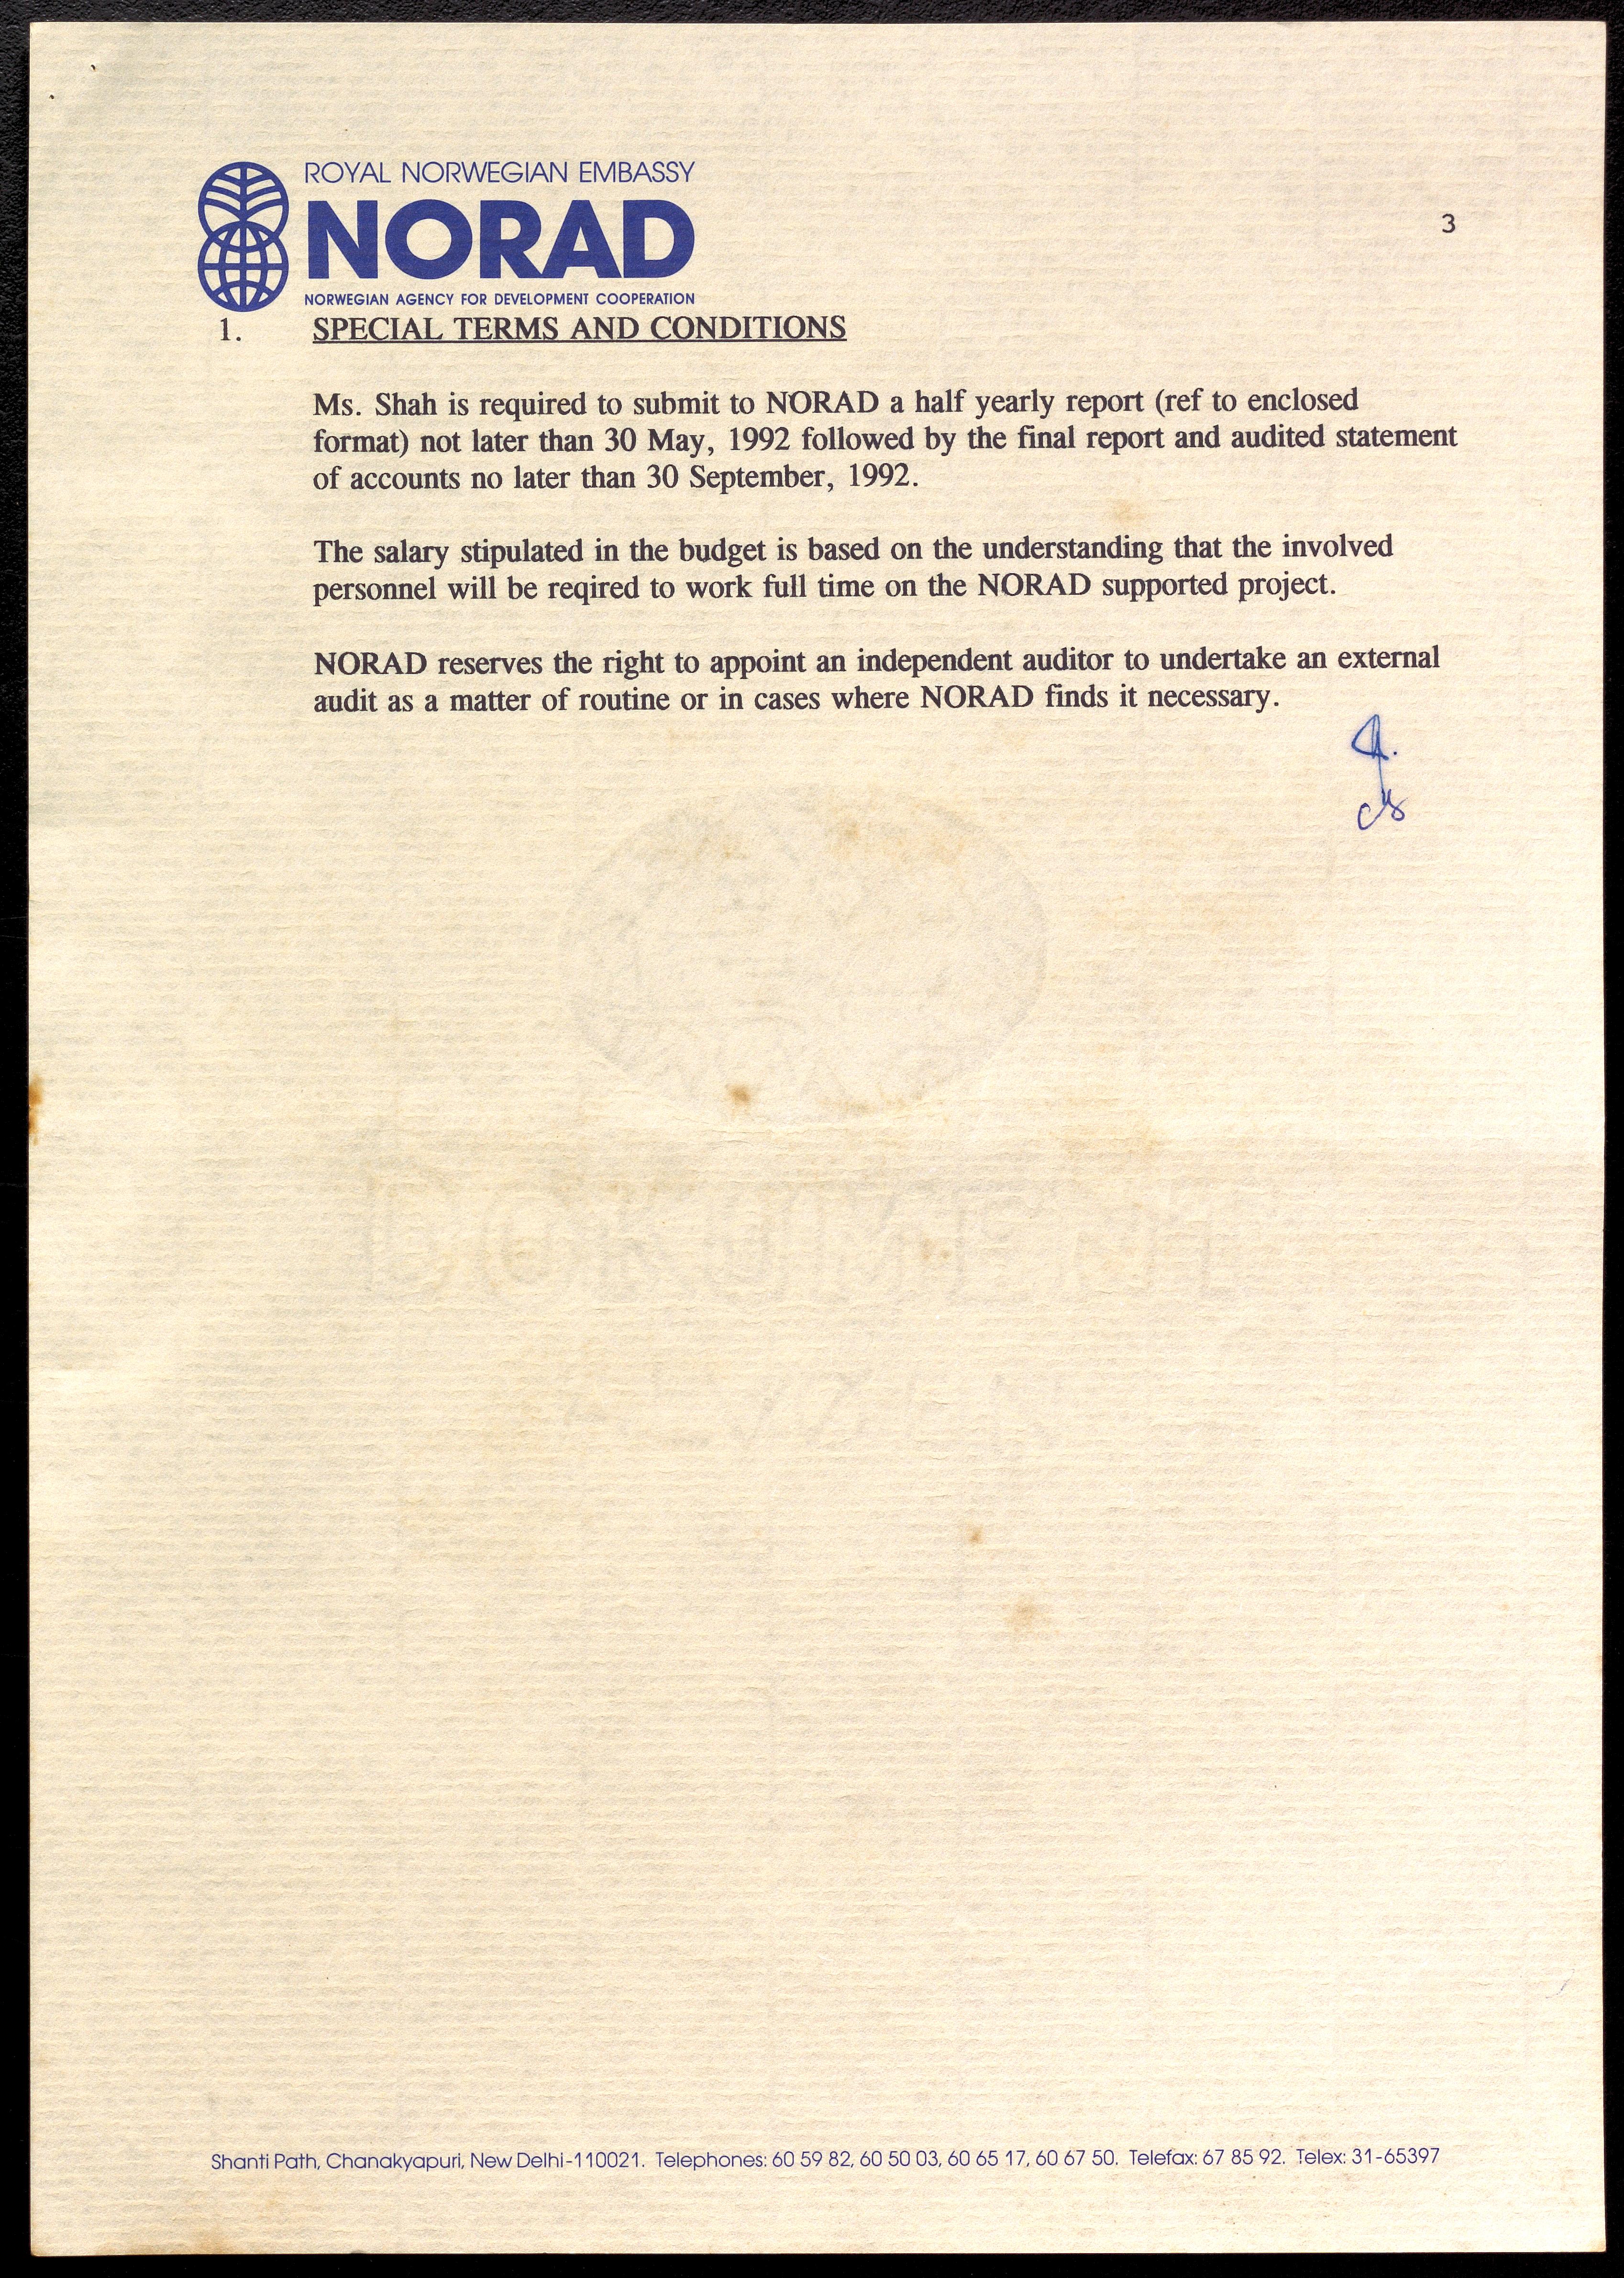 ROYAL NORWEGIAN EMBASSY
NORAD
3
NORWEGIAN AGENCY FOR DEVELOPMENT COOPERATION
1. SPECIAL TERMS AND CONDITIONS
Ms. Shah is required to submit to NORAD a half yearly report (ref to enclosed
format) not later than 30 May, 1992 followed by the final report and audited statement
of accounts no later than 30 September, 1992.
The salary stipulated in the budget is based on the understanding that the involved
personnel will be reqired to work full time on the NORAD supported project.
NORAD reserves the right to appoint an independent auditor to undertake an external
audit as a matter of routine or in cases where NORAD finds it necessary.
Shanti Path, Chanakyapuri, New Delhi-110021. Telephones: 60 59 82, 60 50 03, 60 65 17, 60 67 50. Telefax: 67 85 92. Telex: 31-65397